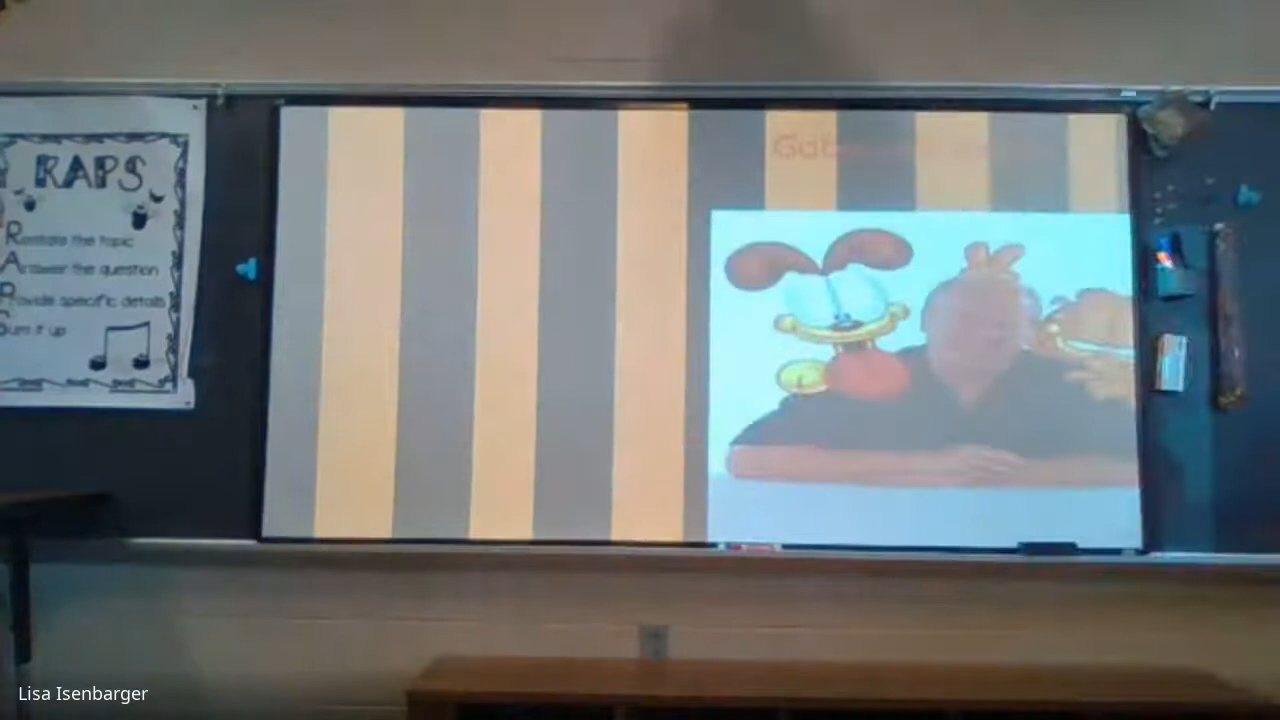 RAPS
Restate the topic
Answer the question
Provide specific details
Sum it up
Lisa Isenbarger